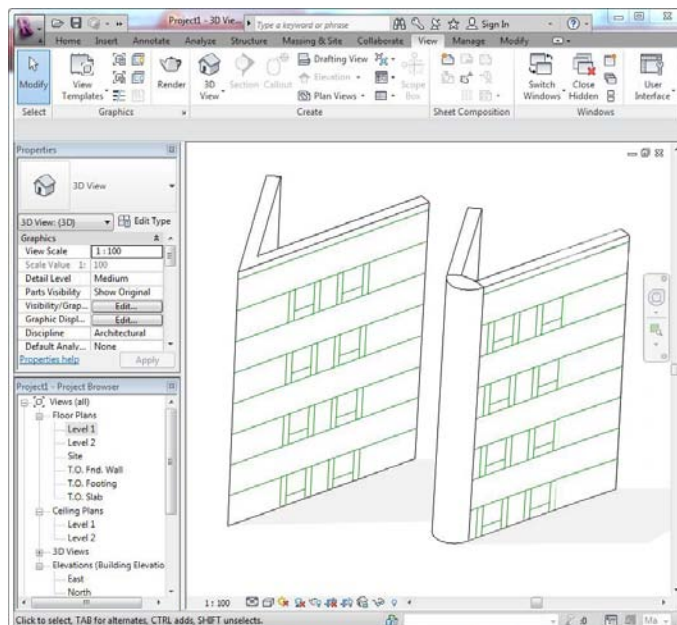 Project1 - 3D Vie...
Type a keyword or phrase
Sign In
Home Insert Annotate Analyze Structure Massing & Site Collaborate View Manage Modify
Modify
View Templates
Render
3D View
Section
Callout
Drafting View
Elevation
Plan Views
Scope Box
Switch Windows
Close Hidden
User Interface
Select Graphics Create Sheet Composition Windows
Properties
3D View
3D View: {3D} Edit Type
Graphics
View Scale 1 : 100
Scale Value 1: 100
Detail Level Medium
Parts Visibility Show Original
Visibility/Grap... Edit...
Graphic Displ... Edit...
Discipline Architectural
Default Analy... None
Properties help Apply
Project1 - Project Browser
Views (all)
Floor Plans
Level 1
Level 2
Site
T.O. Fnd. Wall
T.O. Footing
T.O. Slab
Ceiling Plans
Level 1
Level 2
3D Views
Elevations (Building Elevatio
East
North
1 : 100
Click to select, TAB for alternates, CTRL adds, SHIFT unselects.
:0
Ma